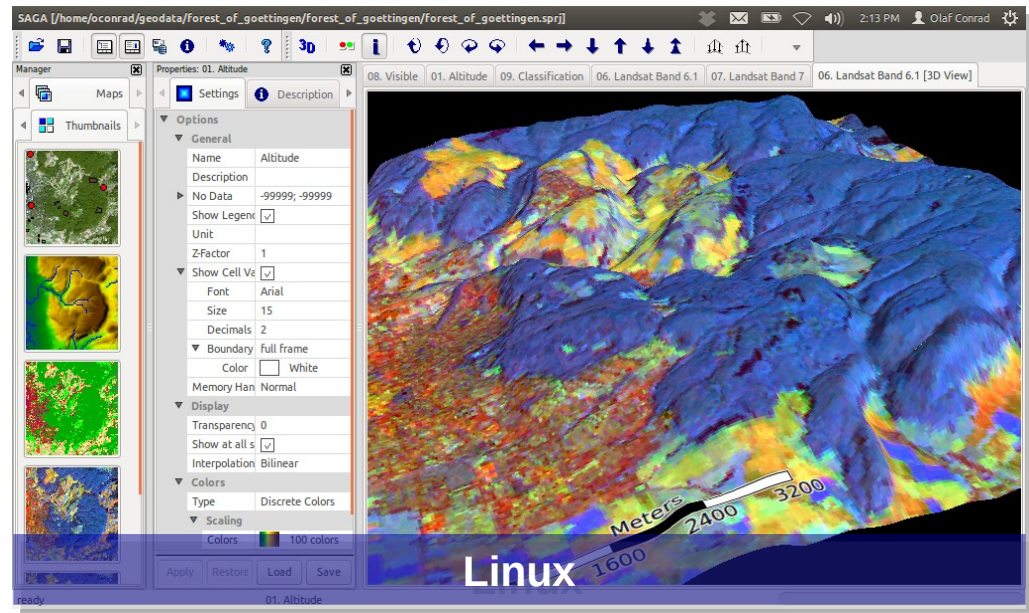 SAGA [/home/oconrad/geodata/forest_of_goettingen/forest_of_goettingen/forest_of_goettingen.sprj]
2:13 PM Olaf Conrad
3D
Manager
Maps
Thumbnails
Properties: 01. Altitude
Settings Description
Options
General
Name Altitude
Description
No Data -99999; -99999
Show Legend
Unit
Z-Factor 1
Show Cell Va
Font Arial
Size 15
Decimals 2
Boundary full frame
Color White
Memory Han Normal
Display
Transparency 0
Show at all s
Interpolation Bilinear
Colors
Type Discrete Colors
Scaling
Colors 100 colors
Apply Restore Load Save
08. Visible 01. Altitude 09. Classification 06. Landsat Band 6.1 07. Landsat Band 7 06. Landsat Band 6.1 [3D View]
Meters
1600 2400 3200
Linux
ready 01. Altitude